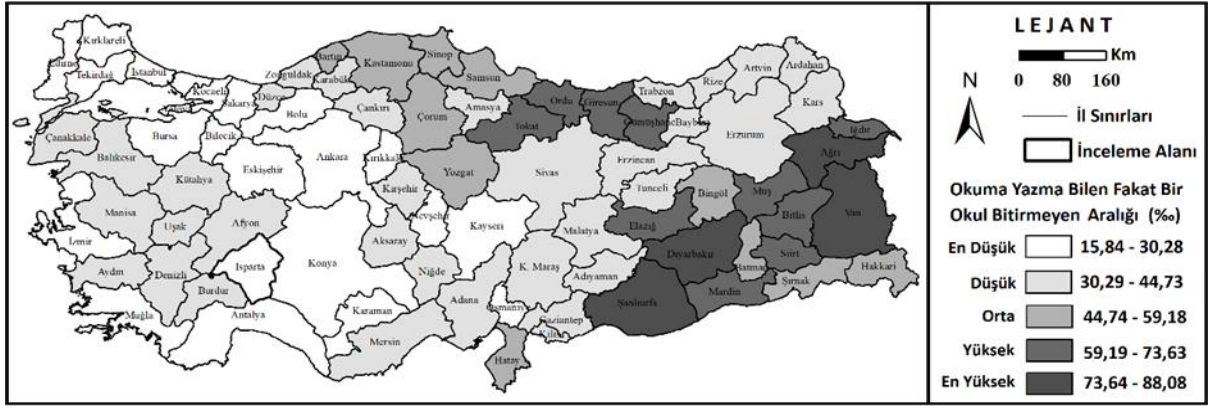 Kırklareli
Edirne
Tekirdağ
İstanbul
Kocaeli
Sakarya
Düzce
Zonguldak
Bartın
Karabük
Kastamonu
Sinop
Samsun
Çankırı
Çorum
Amasya
Tokat
Ordu
Giresun
Trabzon
Gümüşhane
Bayburt
Rize
Artvin
Ardahan
Kars
Erzurum
Iğdır
Ağrı
Bolu
Bilecik
Bursa
Çanakkale
Balıkesir
Kütahya
Eskişehir
Ankara
Kırıkkale
Yozgat
Sivas
Erzincan
Tunceli
Bingöl
Muş
Bitlis
Van
Manisa
Uşak
Afyon
Kırşehir
Nevşehir
Kayseri
Malatya
Elazığ
Diyarbakır
Batman
Siirt
Hakkari
Şırnak
Mardin
Şanlıurfa
Adıyaman
K. Maraş
İzmir
Aydın
Denizli
Isparta
Burdur
Konya
Aksaray
Niğde
Adana
Osmaniye
Gaziantep
Kilis
Muğla
Antalya
Karaman
Mersin
Hatay
LEJANT
Km
0 80 160
N
İl Sınırları
İnceleme Alanı
Okuma Yazma Bilen Fakat Bir
Okul Bitirmeyen Aralığı (‰)
En Düşük 15,84 - 30,28
Düşük 30,29 - 44,73
Orta 44,74 - 59,18
Yüksek 59,19 - 73,63
En Yüksek 73,64 - 88,08